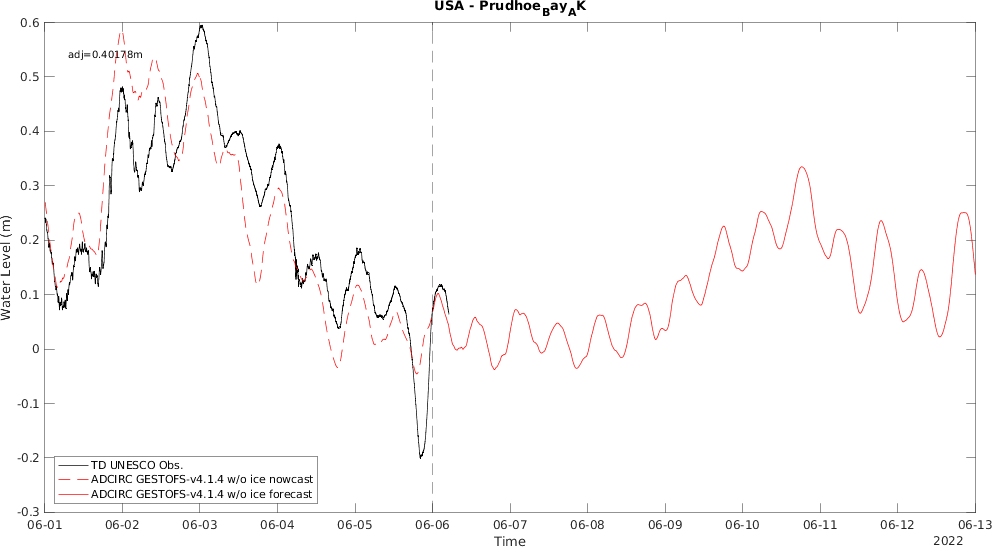 USA - Prudhoe_Bay_AK
adj=0.40178m
0.6
0.5
0.4
0.3
0.2
0.1
0
-0.1
-0.2
-0.3
Water Level (m)
TD UNESCO Obs.
ADCIRC GESTOFS-v4.1.4 w/o ice nowcast
ADCIRC GESTOFS-v4.1.4 w/o ice forecast
06-01 06-02 06-03 06-04 06-05 06-06 06-07 06-08 06-09 06-10 06-11 06-12 06-13
Time
2022